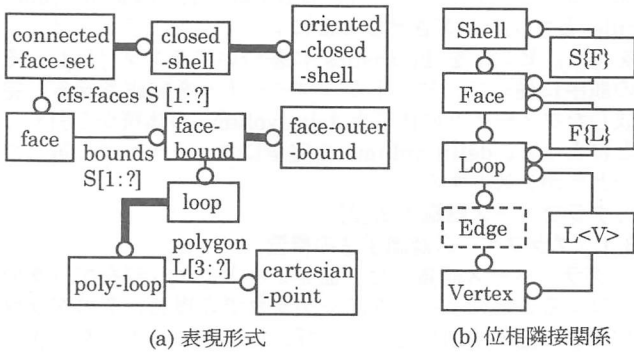 connected
-face-set
closed
-shell
oriented
-closed
-shell
cfs-faces S [1:?]
face
bounds
S[1:?]
face-
bound
face-outer
-bound
loop
polygon
L[3:?]
poly-loop
cartesian
-point
(a) 表現形式
Shell
S{F}
Face
F{L}
Loop
Edge
L<V>
Vertex
(b) 位相隣接関係